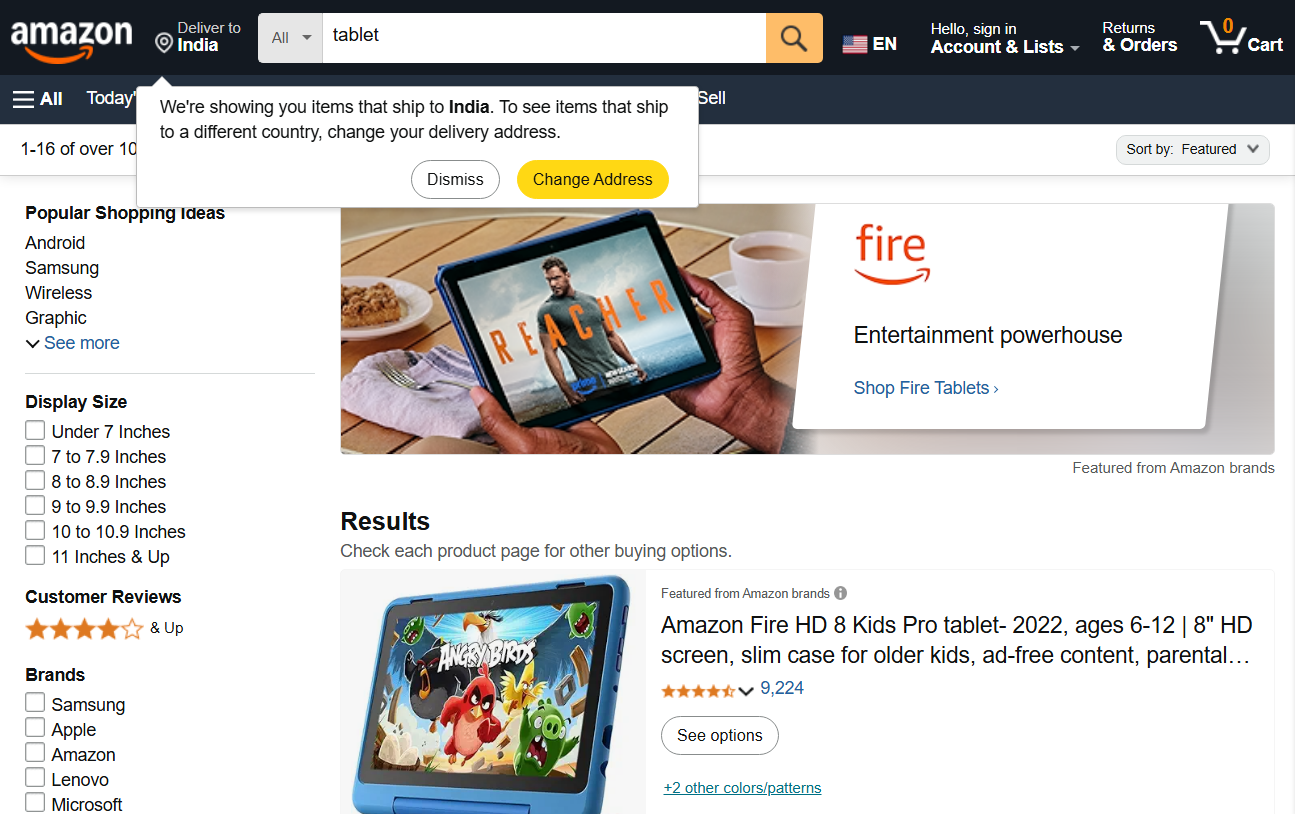 amazon
Deliver to
India
All
tablet
EN
Hello, sign in
Account & Lists
Returns
& Orders
0
Cart
All
Today'
Sell
We're showing you items that ship to India. To see items that ship
to a different country, change your delivery address.
Dismiss
Change Address
1-16 of over 10
Sort by: Featured
Popular Shopping Ideas
Android
Samsung
Wireless
Graphic
See more
Display Size
Under 7 Inches
7 to 7.9 Inches
8 to 8.9 Inches
9 to 9.9 Inches
10 to 10.9 Inches
11 Inches & Up
Customer Reviews
& Up
Brands
Samsung
Apple
Amazon
Lenovo
Microsoft
REACHER
prime
NEW SEASON
WATCH NOW
fire
Entertainment powerhouse
Shop Fire Tablets ›
Featured from Amazon brands
Results
Check each product page for other buying options.
ANGRY BIRDS
Featured from Amazon brands
Amazon Fire HD 8 Kids Pro tablet- 2022, ages 6-12 | 8" HD
screen, slim case for older kids, ad-free content, parental…
9,224
See options
+2 other colors/patterns